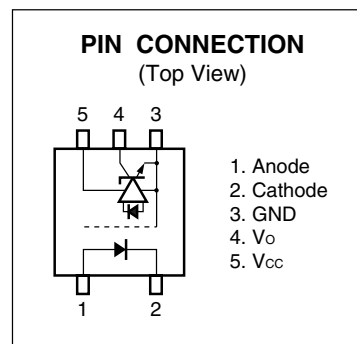 PIN CONNECTION
(Top View)
5 4 3
1. Anode
2. Cathode
3. GND
4. Vo
5. Vcc
1 2